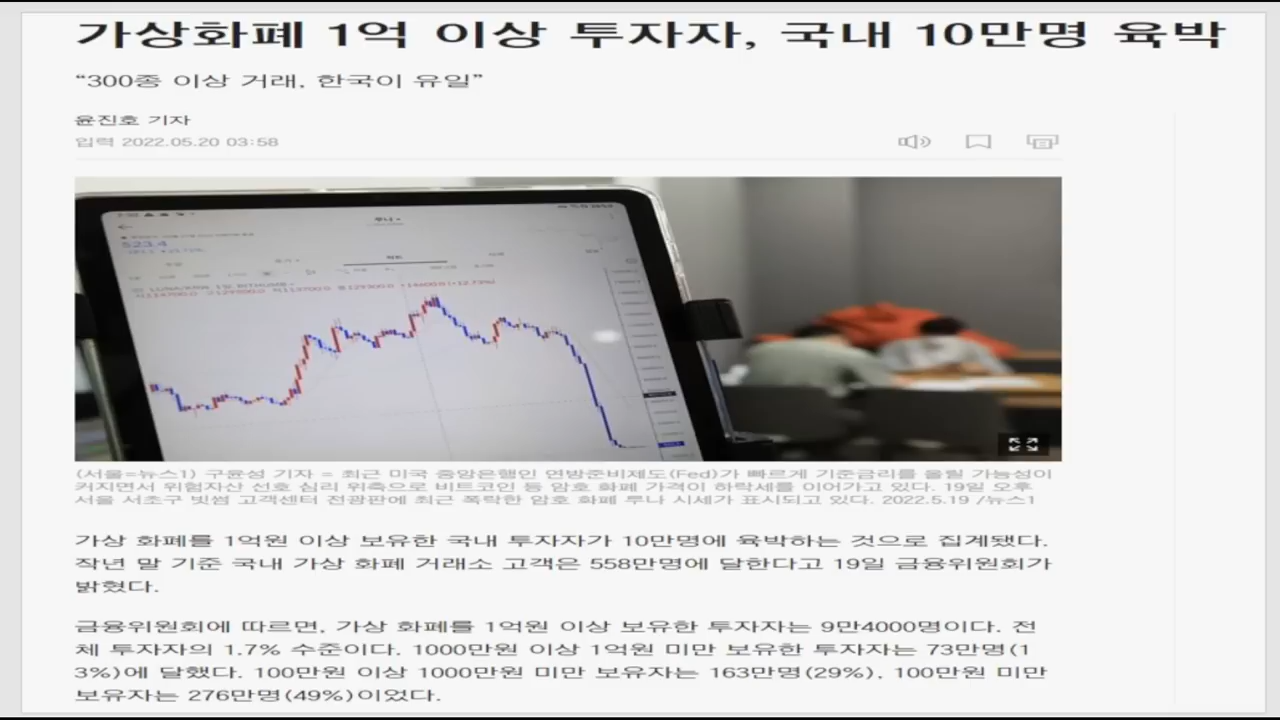 가상화폐 1억 이상 투자자, 국내 10만명 육박
“300종 이상 거래, 한국이 유일”
윤진호 기자
입력 2022.05.20 03:58
523.4
(서울=뉴스1) 구윤성 기자 = 최근 미국 중앙은행인 연방준비제도(Fed)가 빠르게 기준금리를 올릴 가능성이
커지면서 위험자산 선호 심리 위축으로 비트코인 등 암호 화폐 가격이 하락세를 이어가고 있다. 19일 오후
서울 서초구 빗썸 고객센터 전광판에 최근 폭락한 암호 화폐 루나 시세가 표시되고 있다. 2022.5.19 /뉴스1
가상 화폐를 1억원 이상 보유한 국내 투자자가 10만명에 육박하는 것으로 집계됐다.
작년 말 기준 국내 가상 화폐 거래소 고객은 558만명에 달한다고 19일 금융위원회가
밝혔다.
금융위원회에 따르면, 가상 화폐를 1억원 이상 보유한 투자자는 9만4000명이다. 전
체 투자자의 1.7% 수준이다. 1000만원 이상 1억원 미만 보유한 투자자는 73만명(1
3%)에 달했다. 100만원 이상 1000만원 미만 보유자는 163만명(29%), 100만원 미만
보유자는 276만명(49%)이었다.